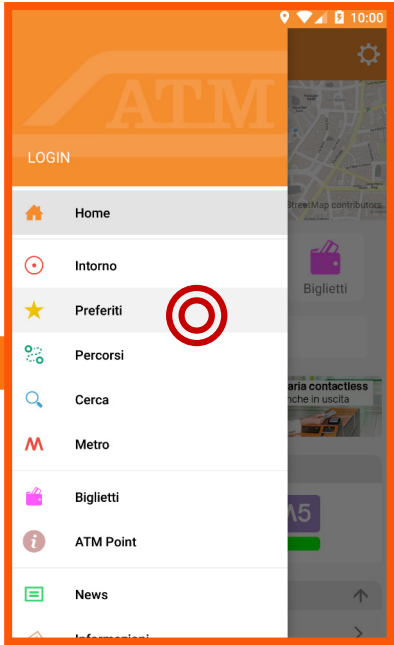 10:00
ATM
LOGIN
StreetMap contributors
Home
Intorno
Biglietti
Preferiti
Percorsi
aria contactless
nche in uscita
Cerca
Metro
Biglietti
ATM Point
News
Informazioni